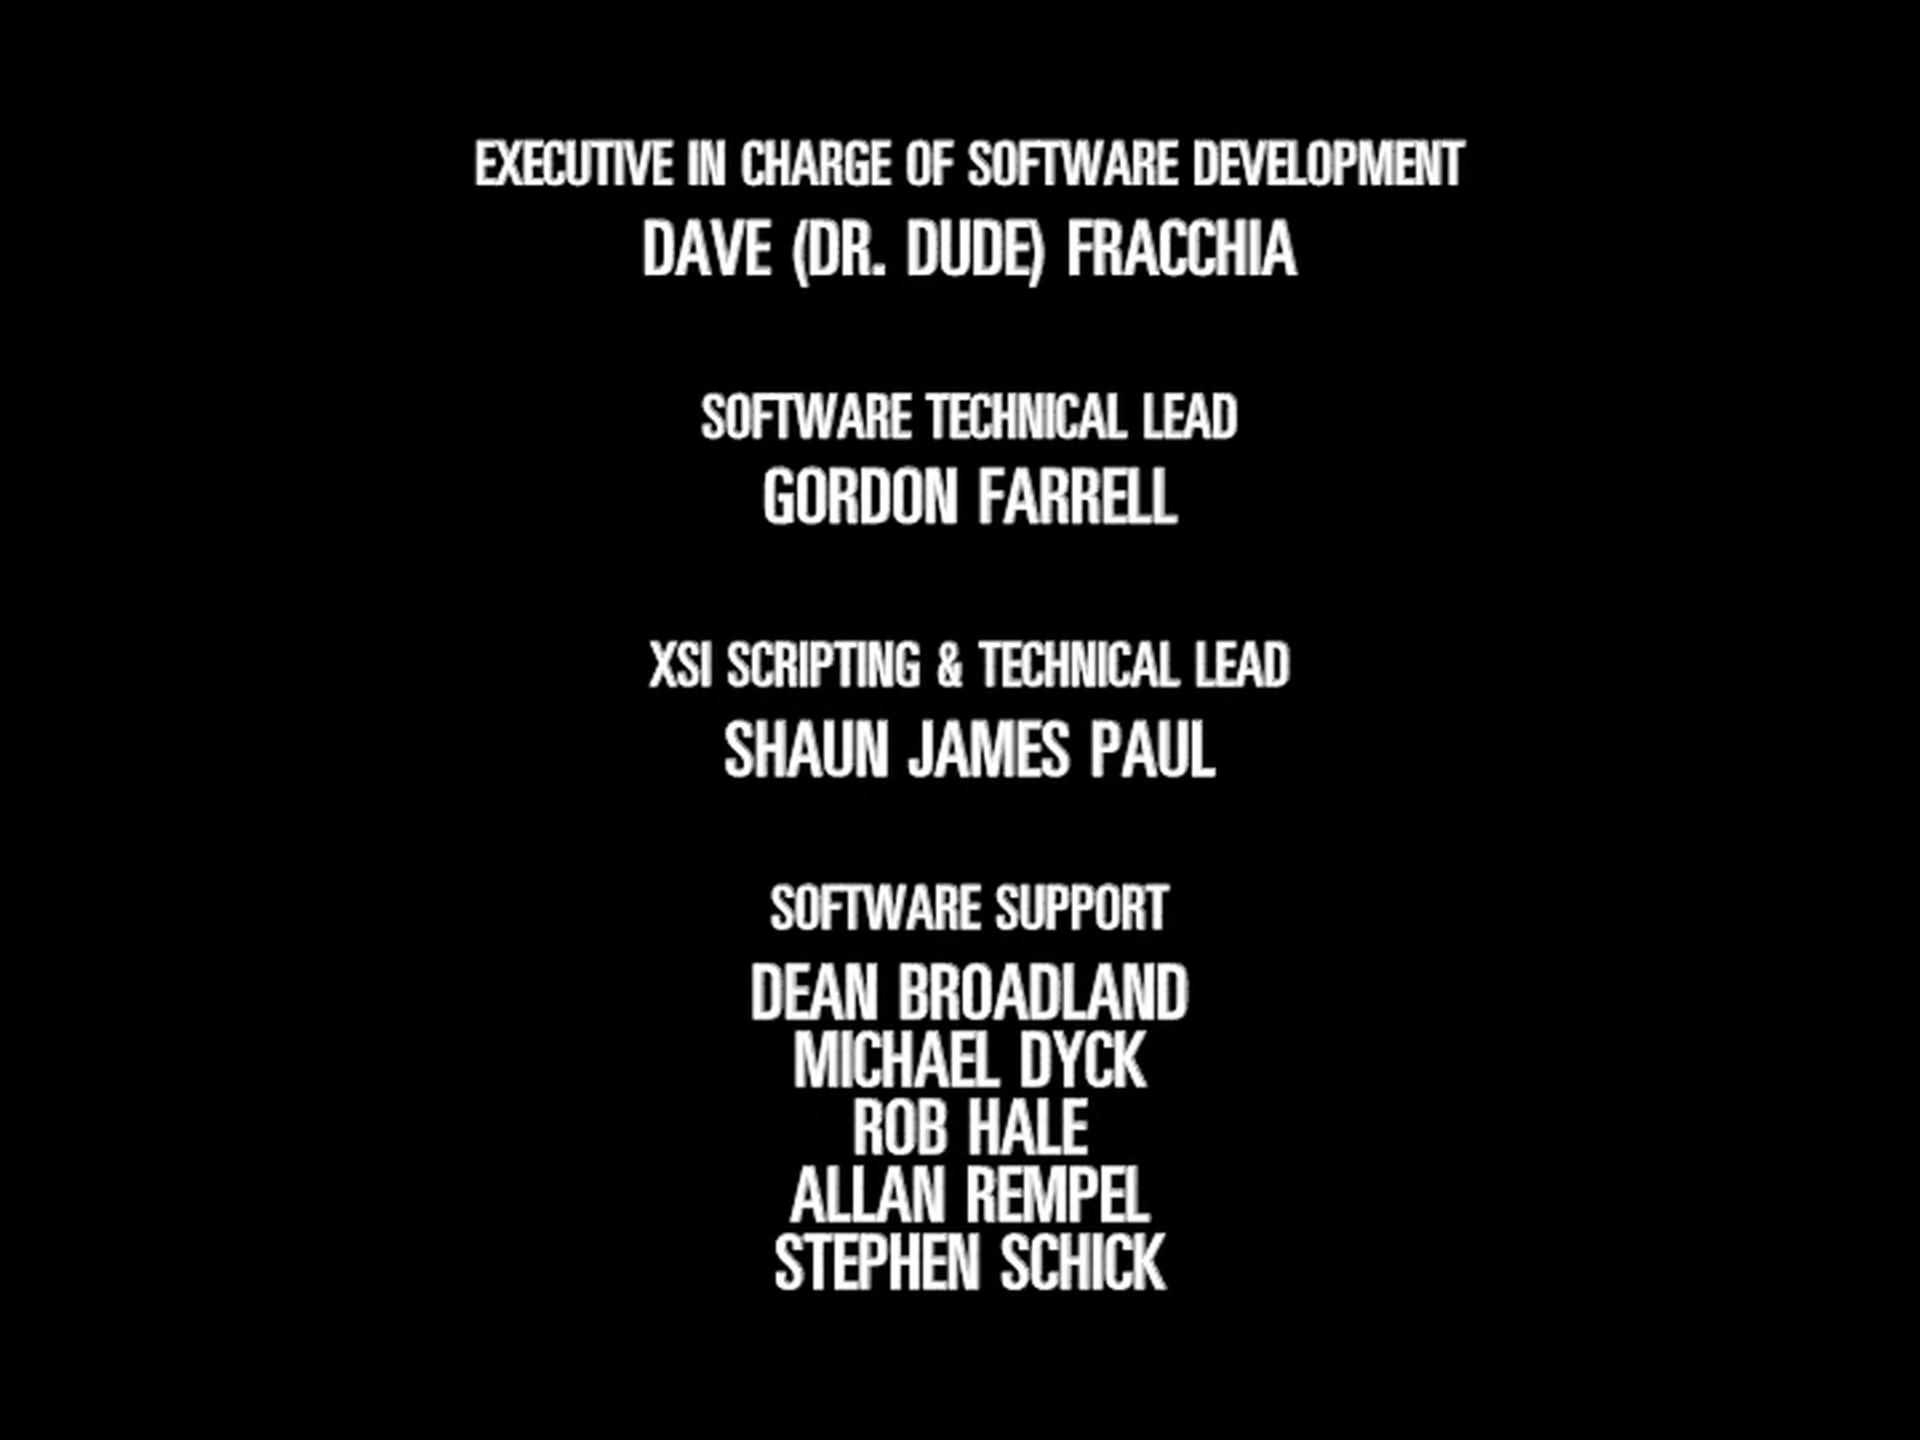 EXECUTIVE IN CHARGE OF SOFTWARE DEVELOPMENT
DAVE (DR. DUDE) FRACCHIA
SOFTWARE TECHNICAL LEAD
GORDON FARRELL
XSI SCRIPTING & TECHNICAL LEAD
SHAUN JAMES PAUL
SOFTWARE SUPPORT
DEAN BROADLAND
MICHAEL DYCK
ROB HALE
ALLAN REMPEL
STEPHEN SCHICK